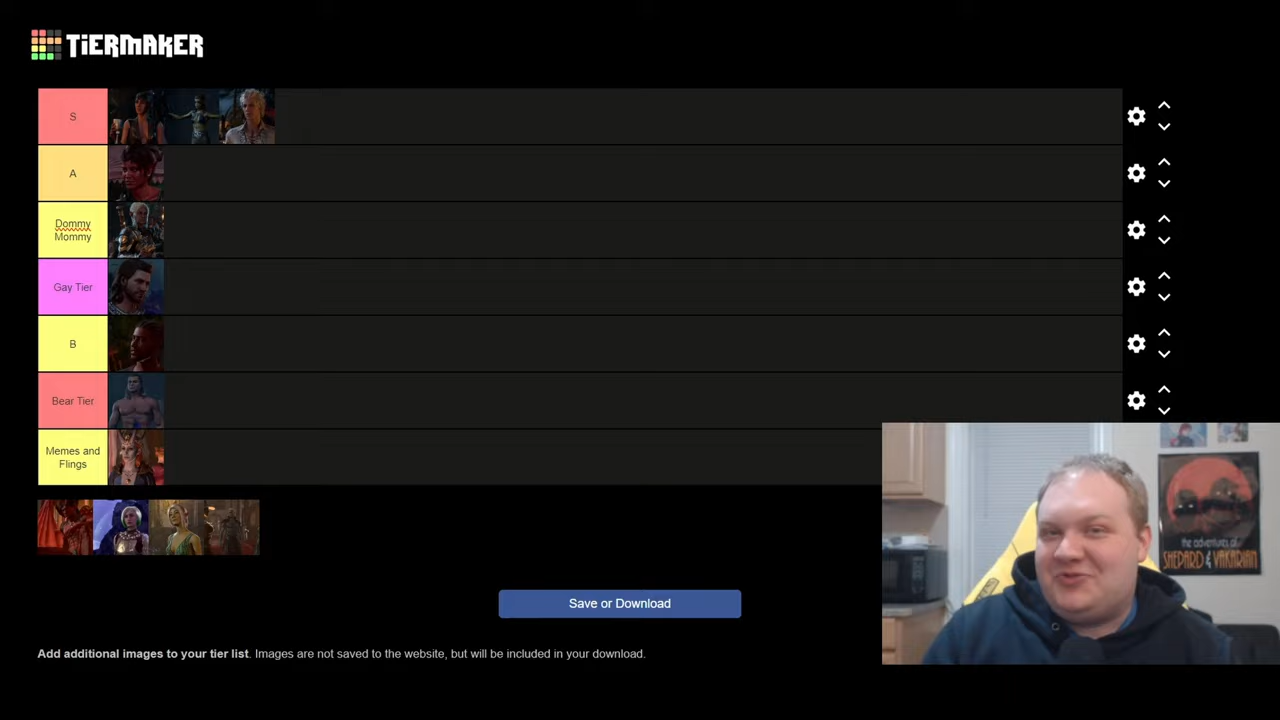 TiERMAKER
S
A
Dommy
Mommy
Gay Tier
B
Bear Tier
Memes and
Flings
the adventures of
SHEPARD & VAKARIAN
Save or Download
Add additional images to your tier list. Images are not saved to the website, but will be included in your download.